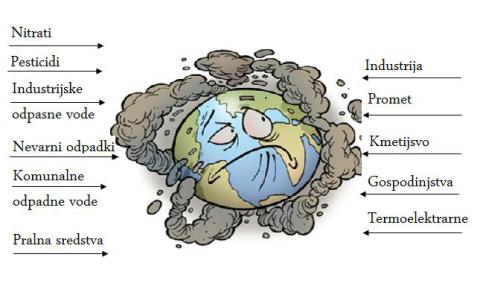 Nitrati
Pesticidi
Industrijske
odpasne vode
Nevarni odpadki
Komunalne
odpadne vode
Pralna sredstva
Industrija
Promet
Kmetijsvo
Gospodinjstva
Termoelektrarne